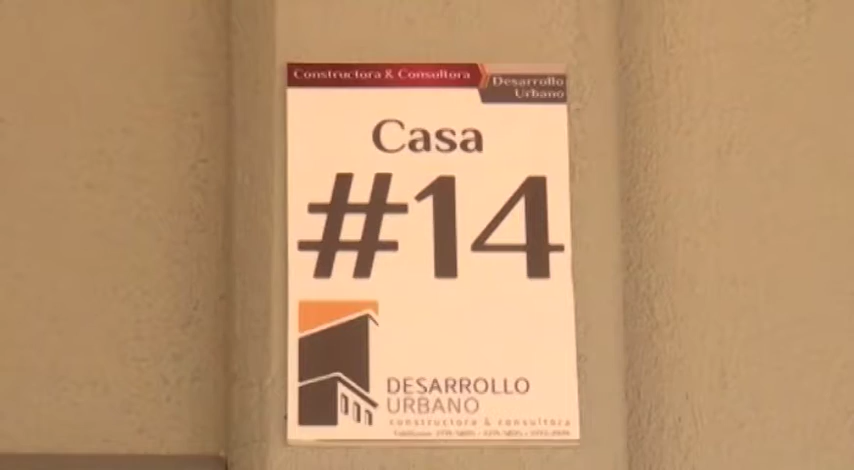 Constructora & Consultora
Desarrollo
Urbano
Casa
#14
DESARROLLO
URBANO
constructora & consultora